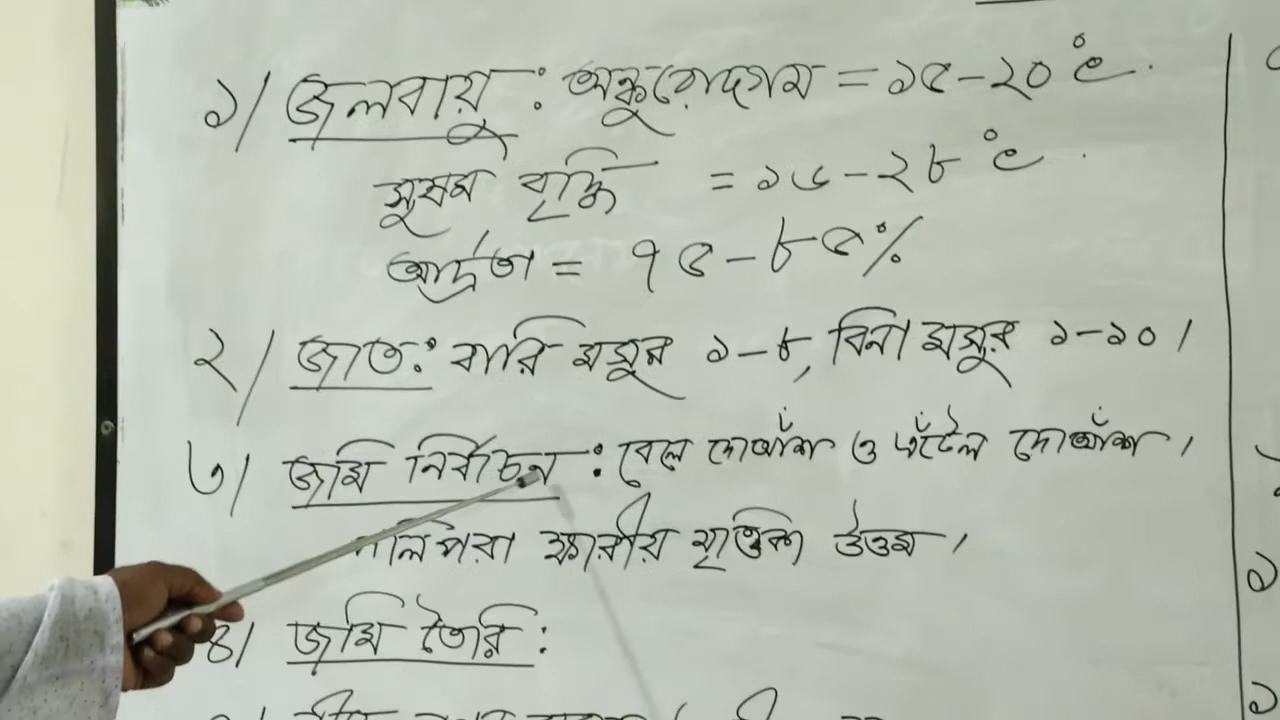 ১/ জলবায়ু : অঙ্কুরোদগম = ১৫-২০°C.
সুষম বৃদ্ধি = ১৬-২৮°C
আর্দ্রতা = ৭৫-৮৫%
২/ জাত: বারি মসুর ১-৮, বিনা মসুর ১-১০।
৩/ জমি নির্বাচন : বেলে দোআঁশ ও এঁটেল দোআঁশ।
পলিপরা ক্ষারীয় মৃত্তিকা উত্তম।
৪/ জমি তৈরি :